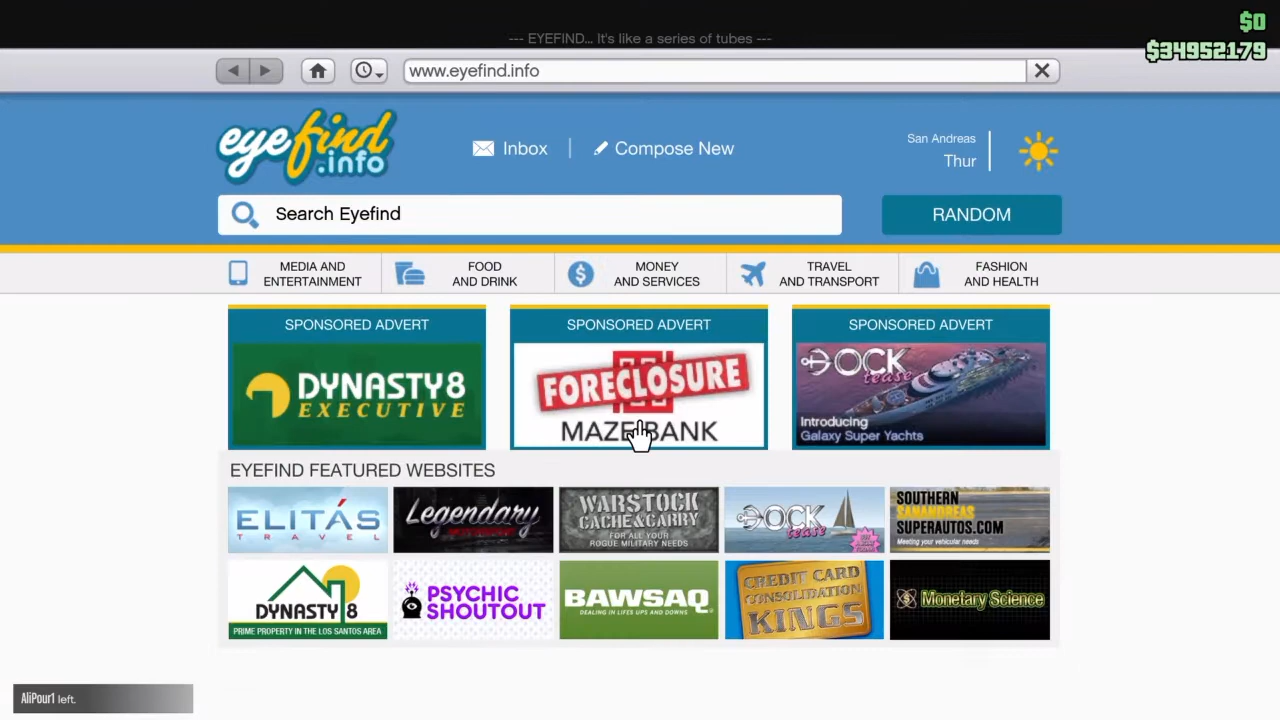 $0
--- EYEFIND... It's like a series of tubes ---
$34952179
www.eyefind.info
eyefind
.info
Inbox
Compose New
San Andreas
Thur
Search Eyefind
RANDOM
MEDIA AND
ENTERTAINMENT
FOOD
AND DRINK
MONEY
AND SERVICES
TRAVEL
AND TRANSPORT
FASHION
AND HEALTH
SPONSORED ADVERT
DYNASTY 8
EXECUTIVE
SPONSORED ADVERT
FORECLOSURE
MAZE BANK
SPONSORED ADVERT
DOCK
tease
Introducing
Galaxy Super Yachts
EYEFIND FEATURED WEBSITES
ELITÁS
TRAVEL
Legendary
WARSTOCK
CACHE & CARRY
FOR ALL YOUR
ROGUE MILITARY NEEDS
DOCK
tease
SOUTHERN
SANANDREAS
SUPERAUTOS.COM
Meeting your vehicular needs
DYNASTY 8
PRIME PROPERTY IN THE LOS SANTOS AREA
PSYCHIC
SHOUTOUT
BAWSAQ
DEALING IN LIFE'S UPS AND DOWNS
CREDIT CARD
CONSOLIDATION
KINGS
Monetary Science
AliPour1 left.